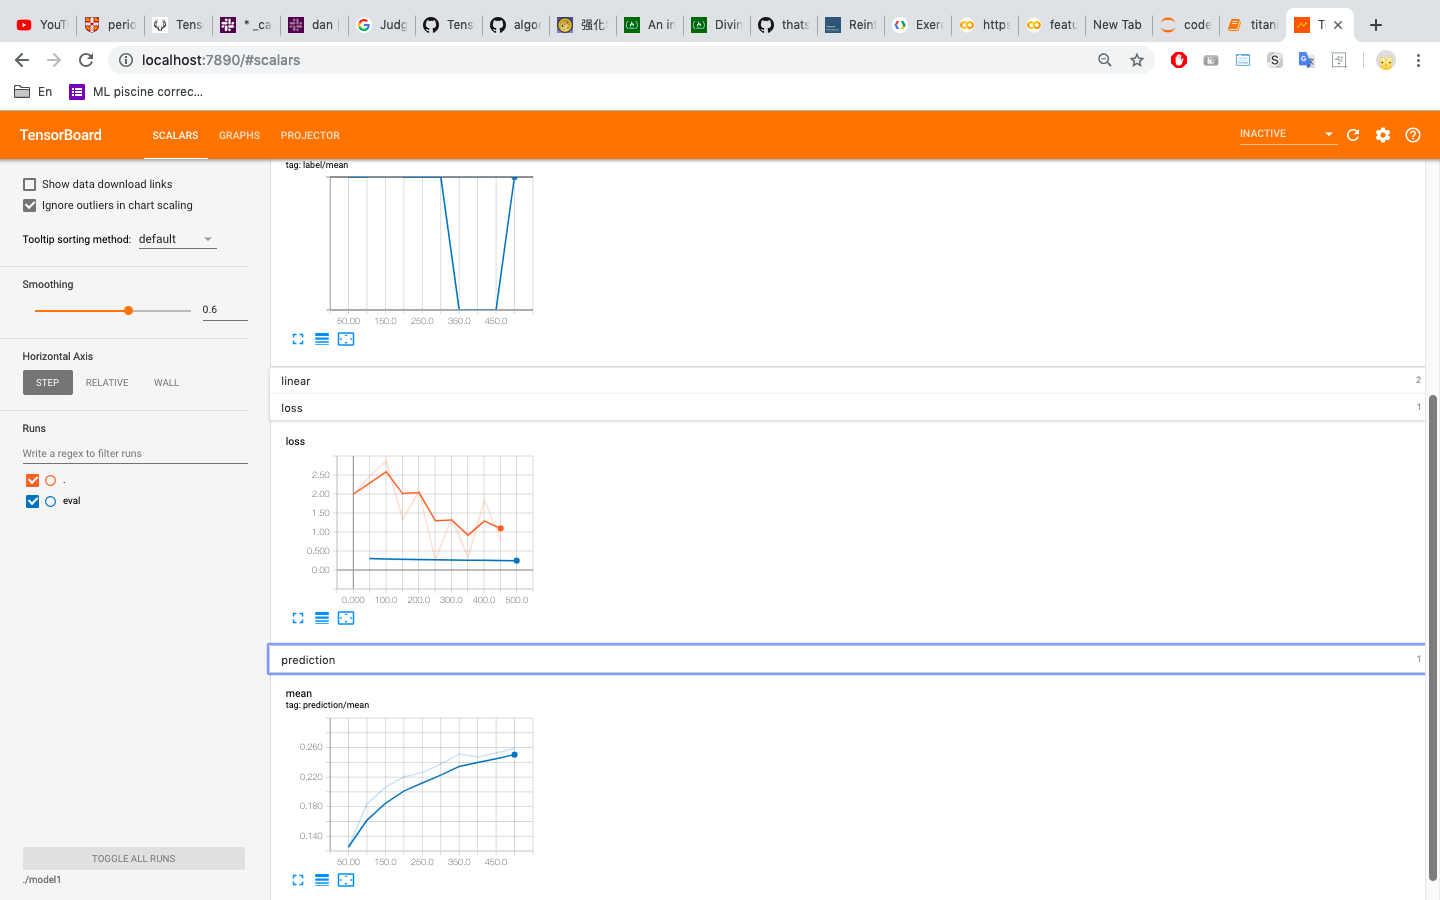 YouT
perio
Tens
* _ca
dan
Judg
Tens
algor
強化
An in
Divin
thats
Rein
Exer
https
featu
New Tab
code
titani
Te
localhost:7890/#scalars
En
ML piscine correc...
TensorBoard
SCALARS
GRAPHS
PROJECTOR
INACTIVE
Show data download links
Ignore outliers in chart scaling
Tooltip sorting method: default
Smoothing
0.6
Horizontal Axis
STEP
RELATIVE
WALL
Runs
Write a regex to filter runs
.
eval
TOGGLE ALL RUNS
./model1
tag: label/mean
50.00 150.0 250.0 350.0 450.0
linear 2
loss 1
loss
2.50
2.00
1.50
1.00
0.500
0.00
0.000 100.0 200.0 300.0 400.0 500.0
prediction 1
mean
tag: prediction/mean
0.260
0.220
0.180
0.140
50.00 150.0 250.0 350.0 450.0